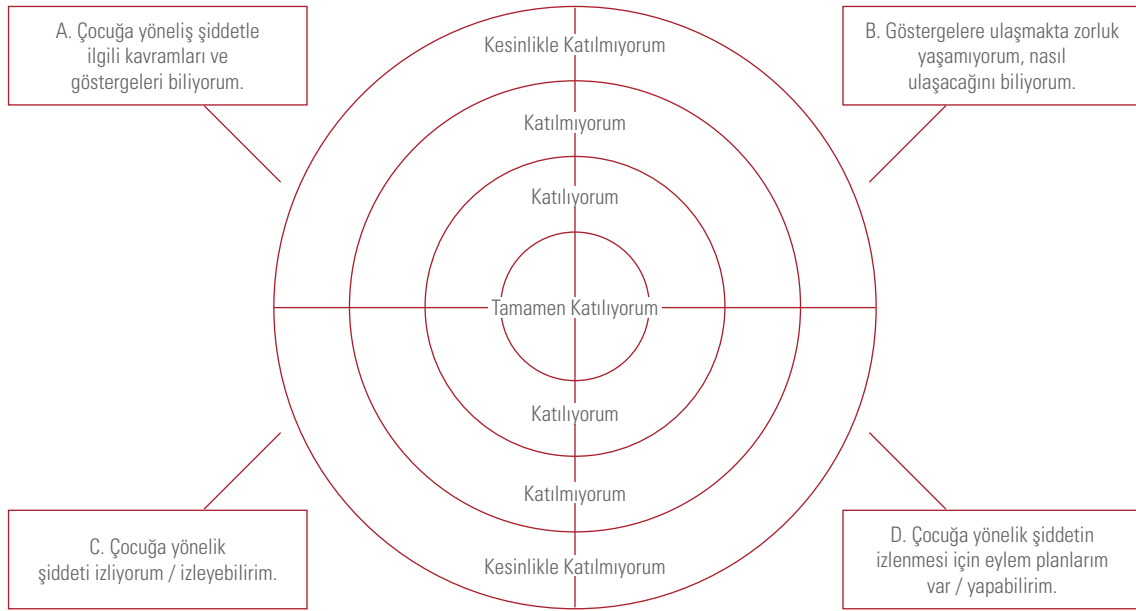 A. Çocuğa yöneliş şiddetle
ilgili kavramları ve
göstergeleri biliyorum.
B. Göstergelere ulaşmakta zorluk
yaşamıyorum, nasıl
ulaşacağını biliyorum.
Kesinlikle Katılmıyorum
Katılmıyorum
Katılıyorum
Tamamen Katılıyorum
Katılıyorum
Katılmıyorum
Kesinlikle Katılmıyorum
C. Çocuğa yönelik
şiddeti izliyorum / izleyebilirim.
D. Çocuğa yönelik şiddetin
izlenmesi için eylem planlarım
var / yapabilirim.